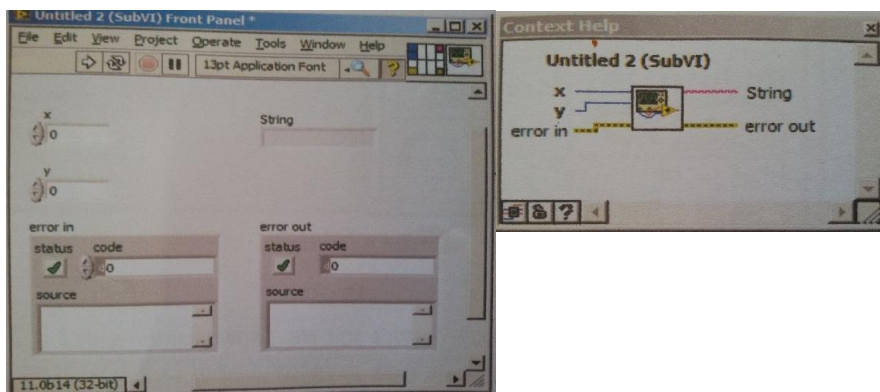 Untitled 2 (SubVI) Front Panel *
File Edit View Project Operate Tools Window Help
13pt Application Font
x
0
String
y
0
error in
status code
0
source
error out
status code
0
source
11.0b14 (32-bit)
Context Help
Untitled 2 (SubVI)
x
y
error in
String
error out